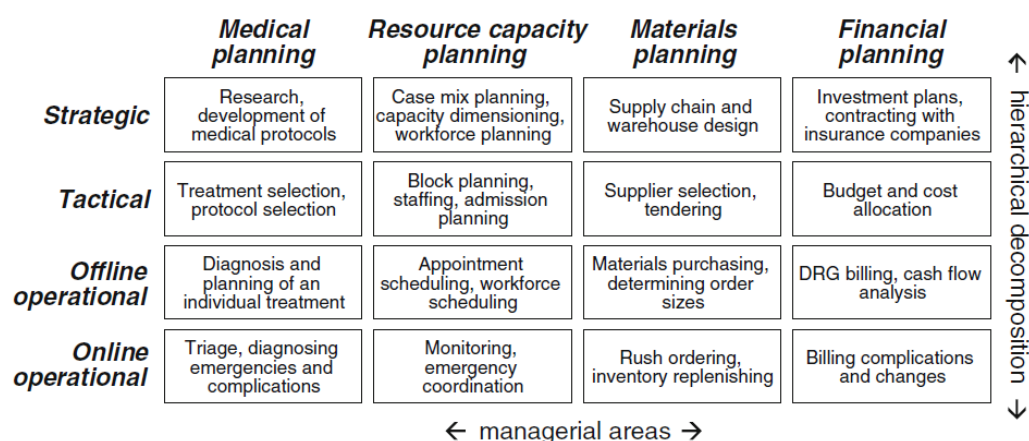 Medical planning
Resource capacity planning
Materials planning
Financial planning
Strategic
Research,
development of
medical protocols
Case mix planning,
capacity dimensioning,
workforce planning
Supply chain and
warehouse design
Investment plans,
contracting with
insurance companies
Tactical
Treatment selection,
protocol selection
Block planning,
staffing, admission
planning
Supplier selection,
tendering
Budget and cost
allocation
Offline
operational
Diagnosis and
planning of an
individual treatment
Appointment
scheduling, workforce
scheduling
Materials purchasing,
determining order
sizes
DRG billing, cash flow
analysis
Online
operational
Triage, diagnosing
emergencies and
complications
Monitoring,
emergency
coordination
Rush ordering,
inventory replenishing
Billing complications
and changes
← hierarchical decomposition →
← managerial areas →